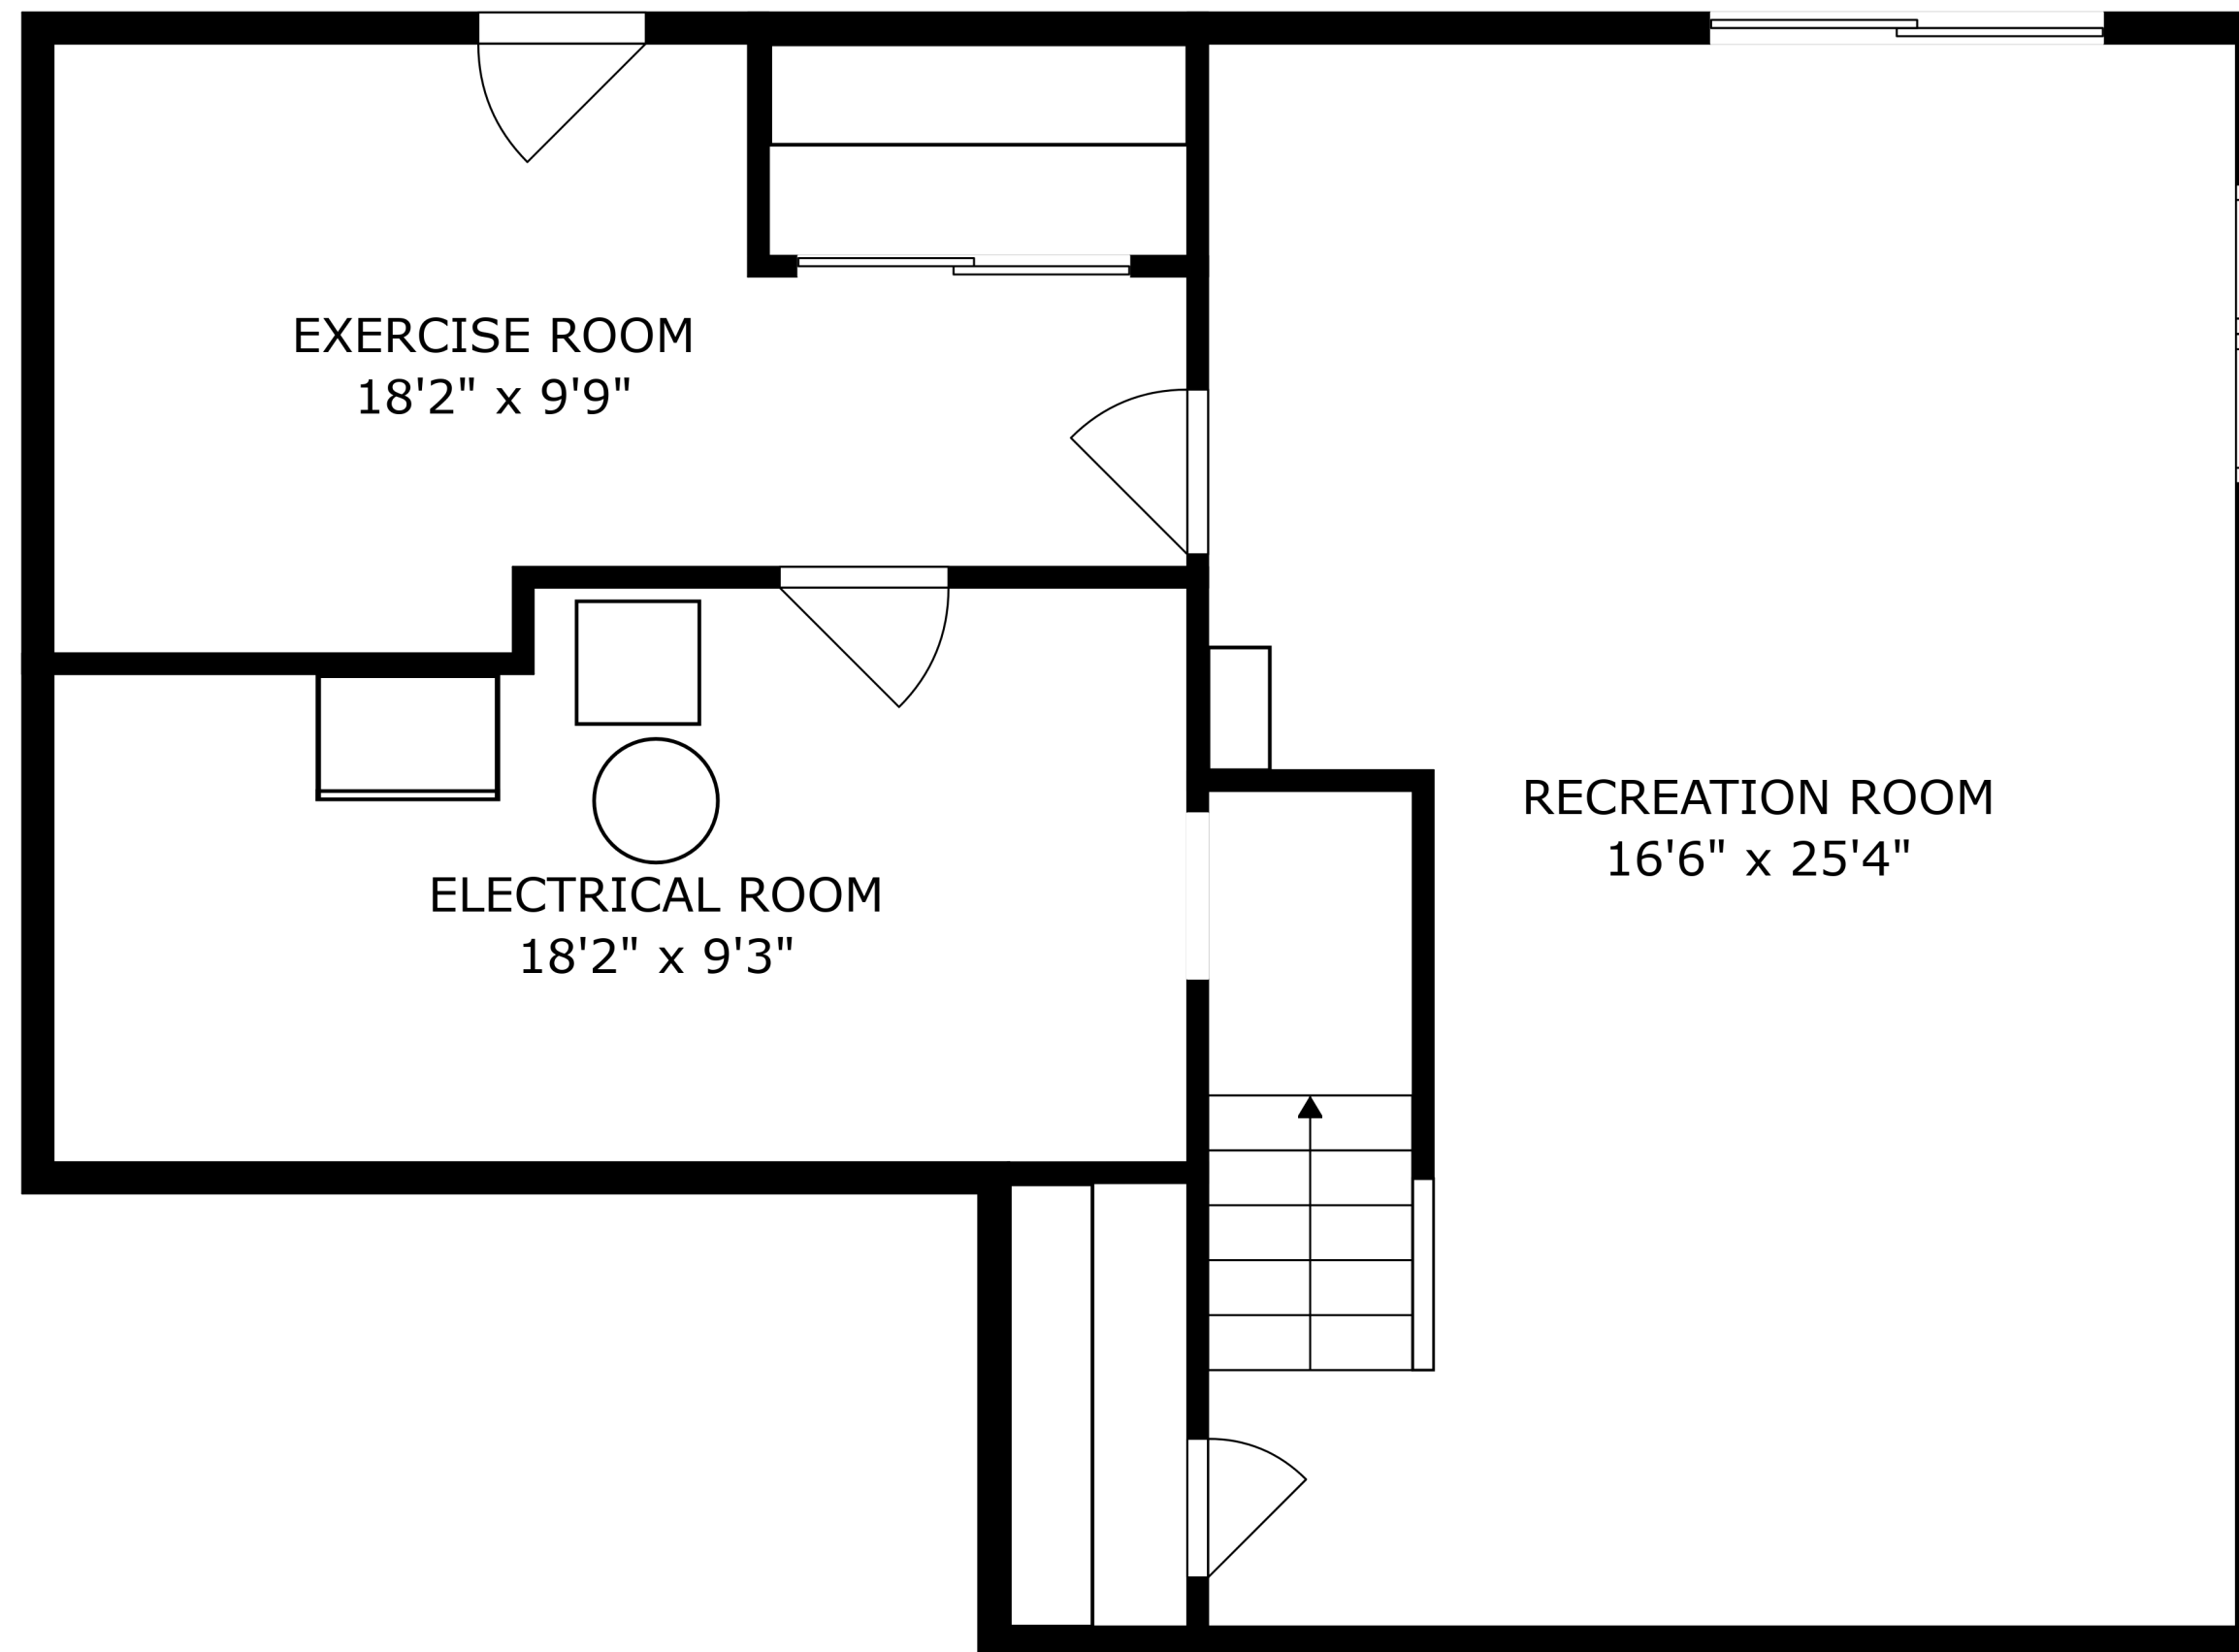 EXERCISE ROOM
18'2" x 9'9"
RECREATION ROOM
16'6" x 25'4"
ELECTRICAL ROOM
18'2" x 9'3"